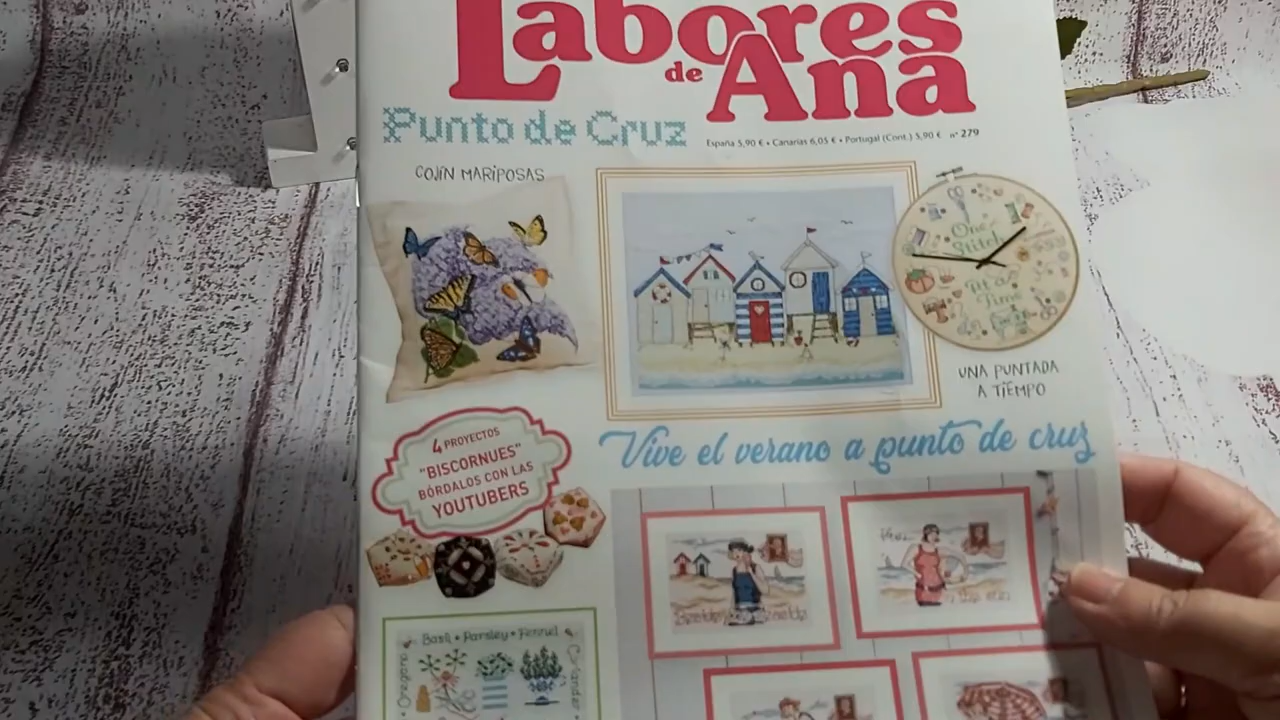 Labores
de Ana
Punto de Cruz
España 5,90 € • Canarias 6,05 € • Portugal (Cont.) 5,90 € nº 279
COJÍN MARIPOSAS
One
Stitch
at a
Time
UNA PUNTADA
A TIEMPO
4 PROYECTOS
"BISCORNUES"
BÓRDALOS CON LAS
YOUTUBERS
Vive el verano a punto de cruz
Basil • Parsley • Fennel
Oregano
Coriander